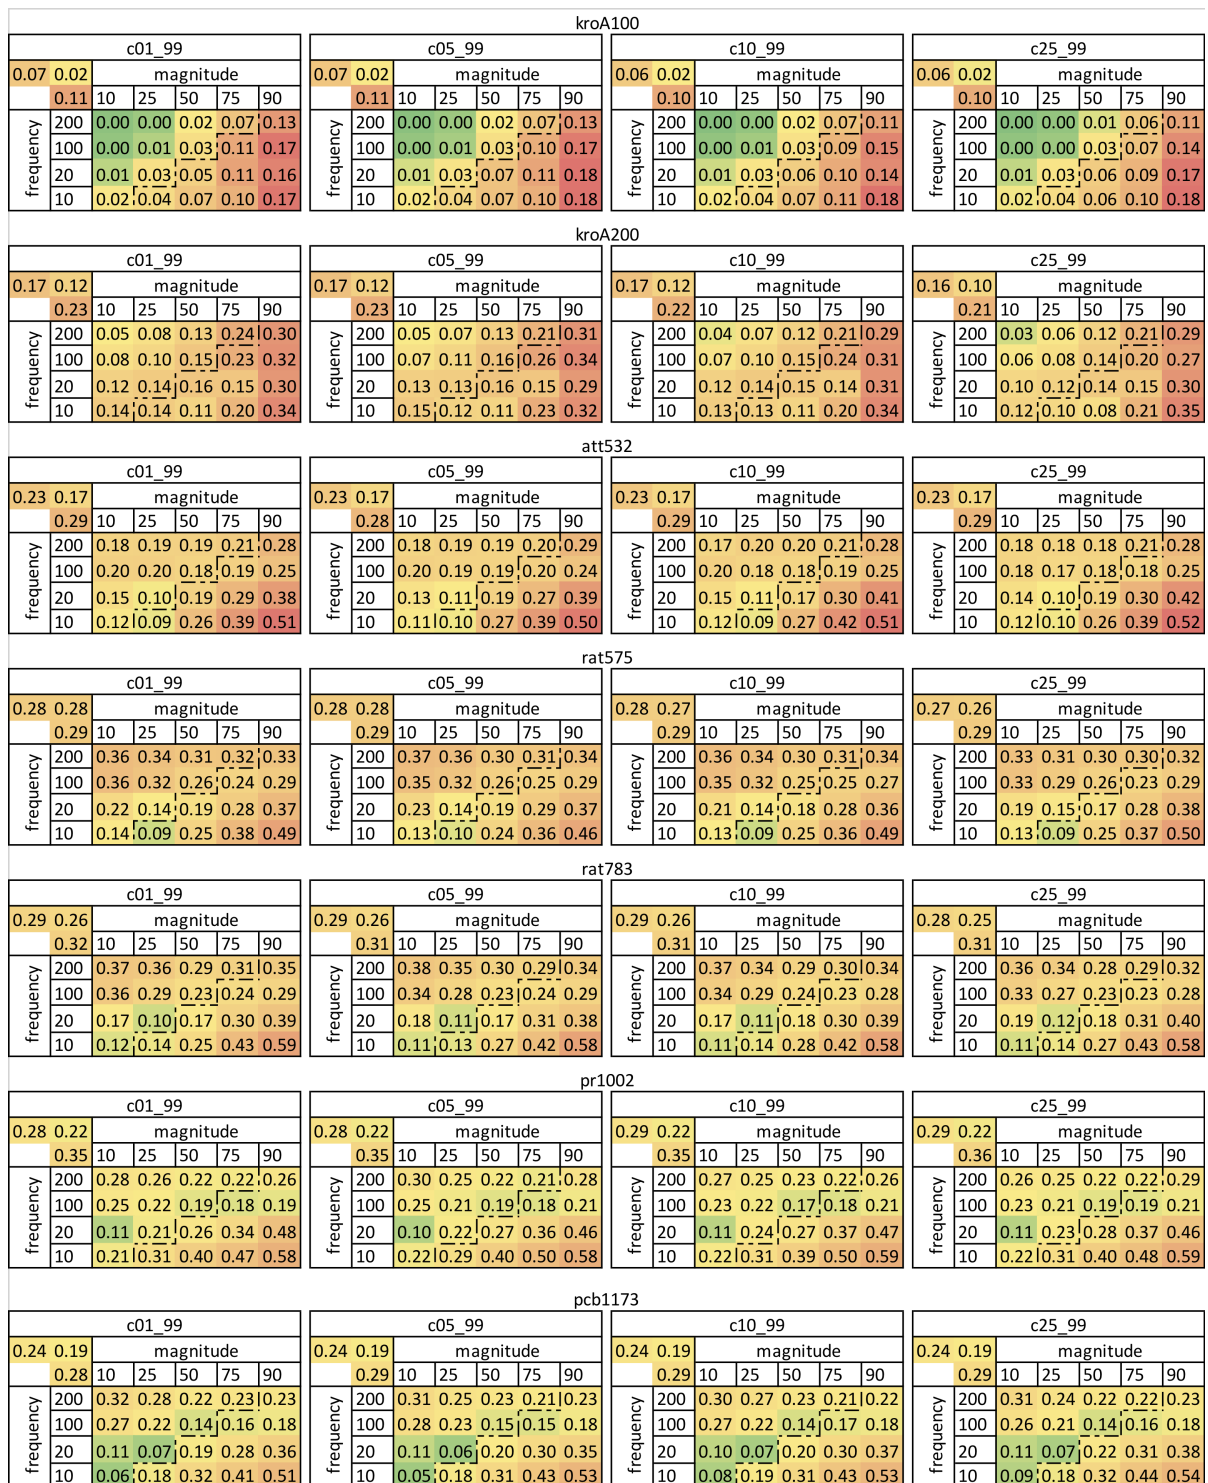 kroA100
c01_99 c05_99 c10_99 c25_99
0.07 0.02 magnitude 0.07 0.02 magnitude 0.06 0.02 magnitude 0.06 0.02 magnitude
0.11 10 25 50 75 90 0.11 10 25 50 75 90 0.10 10 25 50 75 90 0.10 10 25 50 75 90
frequency frequency frequency frequency
200 0.00 0.00 0.02 0.07 0.13 200 0.00 0.00 0.02 0.07 0.13 200 0.00 0.00 0.02 0.07 0.11 200 0.00 0.00 0.01 0.06 0.11
100 0.00 0.01 0.03 0.11 0.17 100 0.00 0.01 0.03 0.10 0.17 100 0.00 0.01 0.03 0.09 0.15 100 0.00 0.00 0.03 0.07 0.14
20 0.01 0.03 0.05 0.11 0.16 20 0.01 0.03 0.07 0.11 0.18 20 0.01 0.03 0.06 0.10 0.14 20 0.01 0.03 0.06 0.09 0.17
10 0.02 0.04 0.07 0.10 0.17 10 0.02 0.04 0.07 0.10 0.18 10 0.02 0.04 0.07 0.11 0.18 10 0.02 0.04 0.06 0.10 0.18
kroA200
c01_99 c05_99 c10_99 c25_99
0.17 0.12 magnitude 0.17 0.12 magnitude 0.17 0.12 magnitude 0.16 0.10 magnitude
0.23 10 25 50 75 90 0.23 10 25 50 75 90 0.22 10 25 50 75 90 0.21 10 25 50 75 90
frequency frequency frequency frequency
200 0.05 0.08 0.13 0.24 0.30 200 0.05 0.07 0.13 0.21 0.31 200 0.04 0.07 0.12 0.21 0.29 200 0.03 0.06 0.12 0.21 0.29
100 0.08 0.10 0.15 0.23 0.32 100 0.07 0.11 0.16 0.26 0.34 100 0.07 0.10 0.15 0.24 0.31 100 0.06 0.08 0.14 0.20 0.27
20 0.12 0.14 0.16 0.15 0.30 20 0.13 0.13 0.16 0.15 0.29 20 0.12 0.14 0.15 0.14 0.31 20 0.10 0.12 0.14 0.15 0.30
10 0.14 0.14 0.11 0.20 0.34 10 0.15 0.12 0.11 0.23 0.32 10 0.13 0.13 0.11 0.20 0.34 10 0.12 0.10 0.08 0.21 0.35
att532
c01_99 c05_99 c10_99 c25_99
0.23 0.17 magnitude 0.23 0.17 magnitude 0.23 0.17 magnitude 0.23 0.17 magnitude
0.29 10 25 50 75 90 0.28 10 25 50 75 90 0.29 10 25 50 75 90 0.29 10 25 50 75 90
frequency frequency frequency frequency
200 0.18 0.19 0.19 0.21 0.28 200 0.18 0.19 0.19 0.20 0.29 200 0.17 0.20 0.20 0.21 0.28 200 0.18 0.18 0.18 0.21 0.28
100 0.20 0.20 0.18 0.19 0.25 100 0.20 0.19 0.19 0.20 0.24 100 0.20 0.18 0.18 0.19 0.25 100 0.18 0.17 0.18 0.18 0.25
20 0.15 0.10 0.19 0.29 0.38 20 0.13 0.11 0.19 0.27 0.39 20 0.15 0.11 0.17 0.30 0.41 20 0.14 0.10 0.19 0.30 0.42
10 0.12 0.09 0.26 0.39 0.51 10 0.11 0.10 0.27 0.39 0.50 10 0.12 0.09 0.27 0.42 0.51 10 0.12 0.10 0.26 0.39 0.52
rat575
c01_99 c05_99 c10_99 c25_99
0.28 0.28 magnitude 0.28 0.28 magnitude 0.28 0.27 magnitude 0.27 0.26 magnitude
0.29 10 25 50 75 90 0.29 10 25 50 75 90 0.29 10 25 50 75 90 0.29 10 25 50 75 90
frequency frequency frequency frequency
200 0.36 0.34 0.31 0.32 0.33 200 0.37 0.36 0.30 0.31 0.34 200 0.36 0.34 0.30 0.31 0.34 200 0.33 0.31 0.30 0.30 0.32
100 0.36 0.32 0.26 0.24 0.29 100 0.35 0.32 0.26 0.25 0.29 100 0.35 0.32 0.25 0.25 0.27 100 0.33 0.29 0.26 0.23 0.29
20 0.22 0.14 0.19 0.28 0.37 20 0.23 0.14 0.19 0.29 0.37 20 0.21 0.14 0.18 0.28 0.36 20 0.19 0.15 0.17 0.28 0.38
10 0.14 0.09 0.25 0.38 0.49 10 0.13 0.10 0.24 0.36 0.46 10 0.13 0.09 0.25 0.36 0.49 10 0.13 0.09 0.25 0.37 0.50
rat783
c01_99 c05_99 c10_99 c25_99
0.29 0.26 magnitude 0.29 0.26 magnitude 0.29 0.26 magnitude 0.28 0.25 magnitude
0.32 10 25 50 75 90 0.31 10 25 50 75 90 0.31 10 25 50 75 90 0.31 10 25 50 75 90
frequency frequency frequency frequency
200 0.37 0.36 0.29 0.31 0.35 200 0.38 0.35 0.30 0.29 0.34 200 0.37 0.34 0.29 0.30 0.34 200 0.36 0.34 0.28 0.29 0.32
100 0.36 0.29 0.23 0.24 0.29 100 0.34 0.28 0.23 0.24 0.29 100 0.34 0.29 0.24 0.23 0.28 100 0.33 0.27 0.23 0.23 0.28
20 0.17 0.10 0.17 0.30 0.39 20 0.18 0.11 0.17 0.31 0.38 20 0.17 0.11 0.18 0.30 0.39 20 0.19 0.12 0.18 0.31 0.40
10 0.12 0.14 0.25 0.43 0.59 10 0.11 0.13 0.27 0.42 0.58 10 0.11 0.14 0.28 0.42 0.58 10 0.11 0.14 0.27 0.43 0.58
pr1002
c01_99 c05_99 c10_99 c25_99
0.28 0.22 magnitude 0.28 0.22 magnitude 0.29 0.22 magnitude 0.29 0.22 magnitude
0.35 10 25 50 75 90 0.35 10 25 50 75 90 0.35 10 25 50 75 90 0.36 10 25 50 75 90
frequency frequency frequency frequency
200 0.28 0.26 0.22 0.22 0.26 200 0.30 0.25 0.22 0.21 0.28 200 0.27 0.25 0.23 0.22 0.26 200 0.26 0.25 0.22 0.22 0.29
100 0.25 0.22 0.19 0.18 0.19 100 0.25 0.21 0.19 0.18 0.21 100 0.23 0.22 0.17 0.18 0.21 100 0.23 0.21 0.19 0.19 0.21
20 0.11 0.21 0.26 0.34 0.48 20 0.10 0.22 0.27 0.36 0.46 20 0.11 0.24 0.27 0.37 0.47 20 0.11 0.23 0.28 0.37 0.46
10 0.21 0.31 0.40 0.47 0.58 10 0.22 0.29 0.40 0.50 0.58 10 0.22 0.31 0.39 0.50 0.59 10 0.22 0.31 0.40 0.48 0.59
pcb1173
c01_99 c05_99 c10_99 c25_99
0.24 0.19 magnitude 0.24 0.19 magnitude 0.24 0.19 magnitude 0.24 0.19 magnitude
0.28 10 25 50 75 90 0.29 10 25 50 75 90 0.29 10 25 50 75 90 0.29 10 25 50 75 90
frequency frequency frequency frequency
200 0.32 0.28 0.22 0.23 0.23 200 0.31 0.25 0.23 0.21 0.23 200 0.30 0.27 0.23 0.21 0.22 200 0.31 0.24 0.22 0.22 0.23
100 0.27 0.22 0.14 0.16 0.18 100 0.28 0.23 0.15 0.15 0.18 100 0.27 0.22 0.14 0.17 0.18 100 0.26 0.21 0.14 0.16 0.18
20 0.11 0.07 0.19 0.28 0.36 20 0.11 0.06 0.20 0.30 0.35 20 0.10 0.07 0.20 0.30 0.37 20 0.11 0.07 0.22 0.31 0.38
10 0.06 0.18 0.32 0.41 0.51 10 0.05 0.18 0.31 0.43 0.53 10 0.08 0.19 0.31 0.43 0.53 10 0.09 0.18 0.32 0.44 0.54